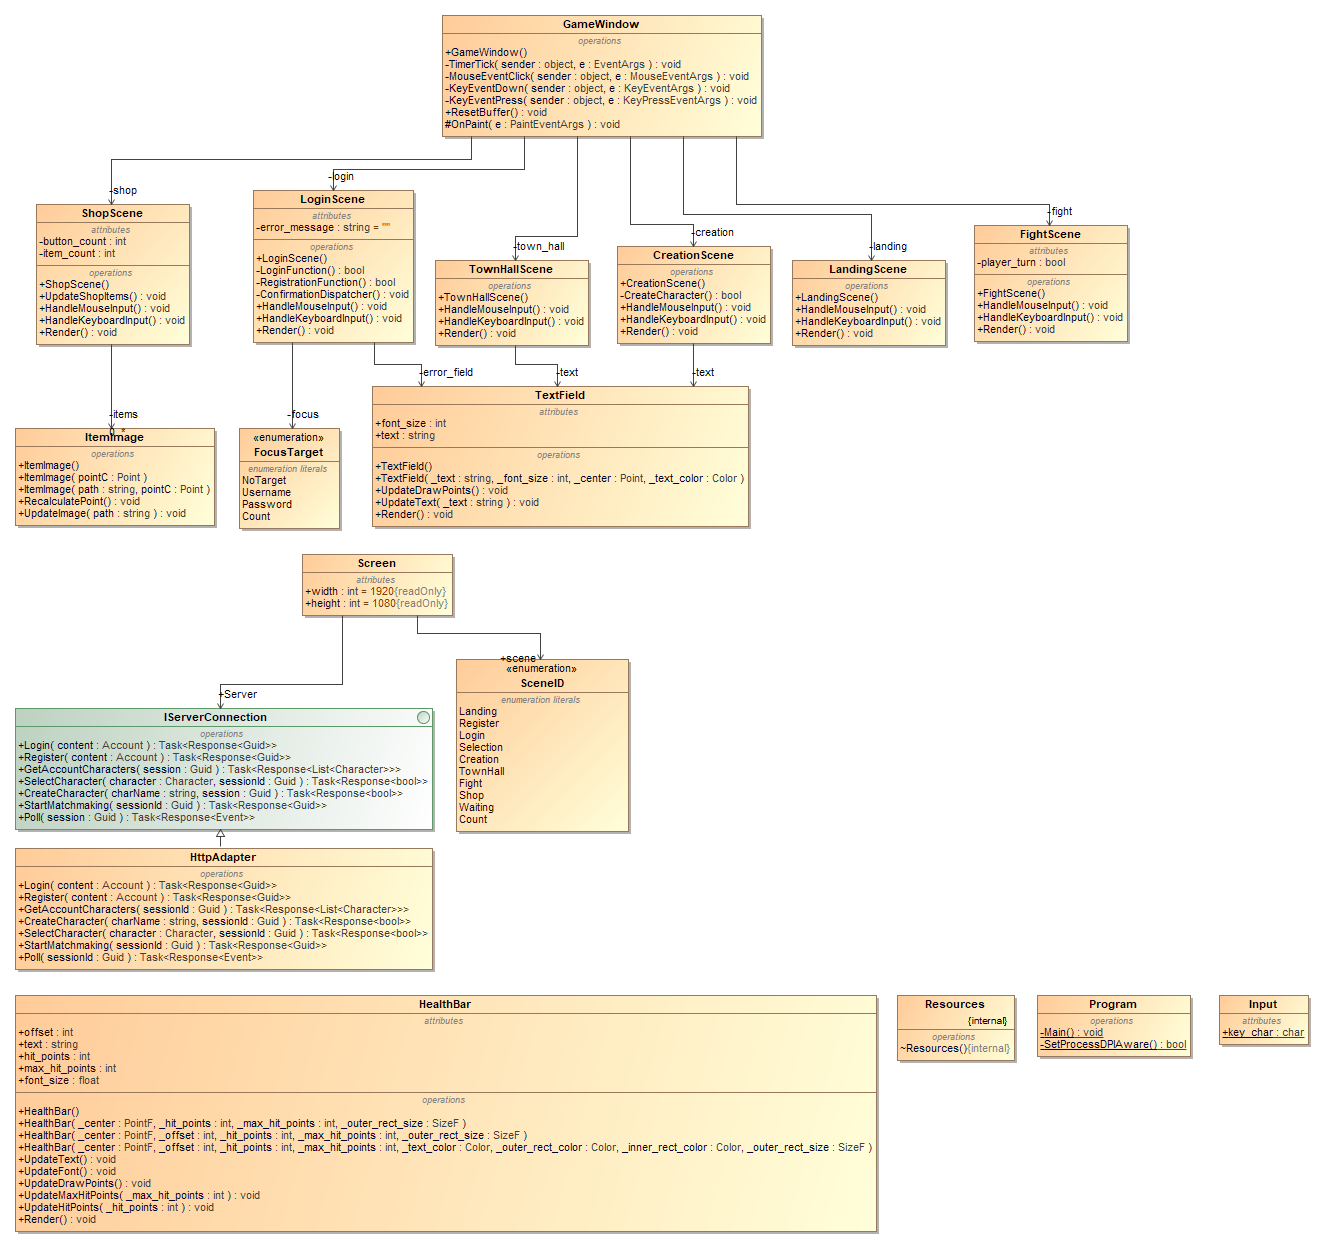 GameWindow
operations
+GameWindow()
-TimerTick( sender : object, e : EventArgs ) : void
-MouseEventClick( sender : object, e : MouseEventArgs ) : void
-KeyEventDown( sender : object, e : KeyEventArgs ) : void
-KeyEventPress( sender : object, e : KeyPressEventArgs ) : void
+ResetBuffer() : void
#OnPaint( e : PaintEventArgs ) : void
-shop
-login
-town_hall
-creation
-landing
-fight
ShopScene
attributes
-button_count : int
-item_count : int
operations
+ShopScene()
+UpdateShopItems() : void
+HandleMouseInput() : void
+HandleKeyboardInput() : void
+Render() : void
LoginScene
attributes
-error_message : string = ""
operations
+LoginScene()
-LoginFunction() : bool
-RegistrationFunction() : bool
-ConfirmationDispatcher() : void
+HandleMouseInput() : void
+HandleKeyboardInput() : void
+Render() : void
TownHallScene
operations
+TownHallScene()
+HandleMouseInput() : void
+HandleKeyboardInput() : void
+Render() : void
CreationScene
operations
+CreationScene()
-CreateCharacter() : bool
+HandleMouseInput() : void
+HandleKeyboardInput() : void
+Render() : void
LandingScene
operations
+LandingScene()
+HandleMouseInput() : void
+HandleKeyboardInput() : void
+Render() : void
FightScene
attributes
-player_turn : bool
operations
+FightScene()
+HandleMouseInput() : void
+HandleKeyboardInput() : void
+Render() : void
-items
0..*
-focus
-error_field
-text
-text
ItemImage
operations
+ItemImage()
+ItemImage( pointC : Point )
+ItemImage( path : string, pointC : Point )
+RecalculatePoint() : void
+UpdateImage( path : string ) : void
«enumeration»
FocusTarget
enumeration literals
NoTarget
Username
Password
Count
TextField
attributes
+font_size : int
+text : string
operations
+TextField()
+TextField( _text : string, _font_size : int, _center : Point, _text_color : Color )
+UpdateDrawPoints() : void
+UpdateText( _text : string ) : void
+Render() : void
Screen
attributes
+width : int = 1920{readOnly}
+height : int = 1080{readOnly}
+Server
+scene
«enumeration»
SceneID
enumeration literals
Landing
Register
Login
Selection
Creation
TownHall
Fight
Shop
Waiting
Count
IServerConnection
operations
+Login( content : Account ) : Task<Response<Guid>>
+Register( content : Account ) : Task<Response<Guid>>
+GetAccountCharacters( session : Guid ) : Task<Response<List<Character>>>
+SelectCharacter( character : Character, sessionId : Guid ) : Task<Response<bool>>
+CreateCharacter( charName : string, session : Guid ) : Task<Response<bool>>
+StartMatchmaking( sessionId : Guid ) : Task<Response<Guid>>
+Poll( session : Guid ) : Task<Response<Event>>
HttpAdapter
operations
+Login( content : Account ) : Task<Response<Guid>>
+Register( content : Account ) : Task<Response<Guid>>
+GetAccountCharacters( sessionId : Guid ) : Task<Response<List<Character>>>
+CreateCharacter( charName : string, sessionId : Guid ) : Task<Response<bool>>
+SelectCharacter( character : Character, sessionId : Guid ) : Task<Response<bool>>
+StartMatchmaking( sessionId : Guid ) : Task<Response<Guid>>
+Poll( sessionId : Guid ) : Task<Response<Event>>
HealthBar
attributes
+offset : int
+text : string
+hit_points : int
+max_hit_points : int
+font_size : float
operations
+HealthBar()
+HealthBar( _center : PointF, _hit_points : int, _max_hit_points : int, _outer_rect_size : SizeF )
+HealthBar( _center : PointF, _offset : int, _hit_points : int, _max_hit_points : int, _outer_rect_size : SizeF )
+HealthBar( _center : PointF, _offset : int, _hit_points : int, _max_hit_points : int, _text_color : Color, _outer_rect_color : Color, _inner_rect_color : Color, _outer_rect_size : SizeF )
+UpdateText() : void
+UpdateFont() : void
+UpdateDrawPoints() : void
+UpdateMaxHitPoints( _max_hit_points : int ) : void
+UpdateHitPoints( _hit_points : int ) : void
+Render() : void
Resources
{internal}
operations
~Resources(){internal}
Program
operations
-Main() : void
-SetProcessDPIAware() : bool
Input
attributes
+key_char : char